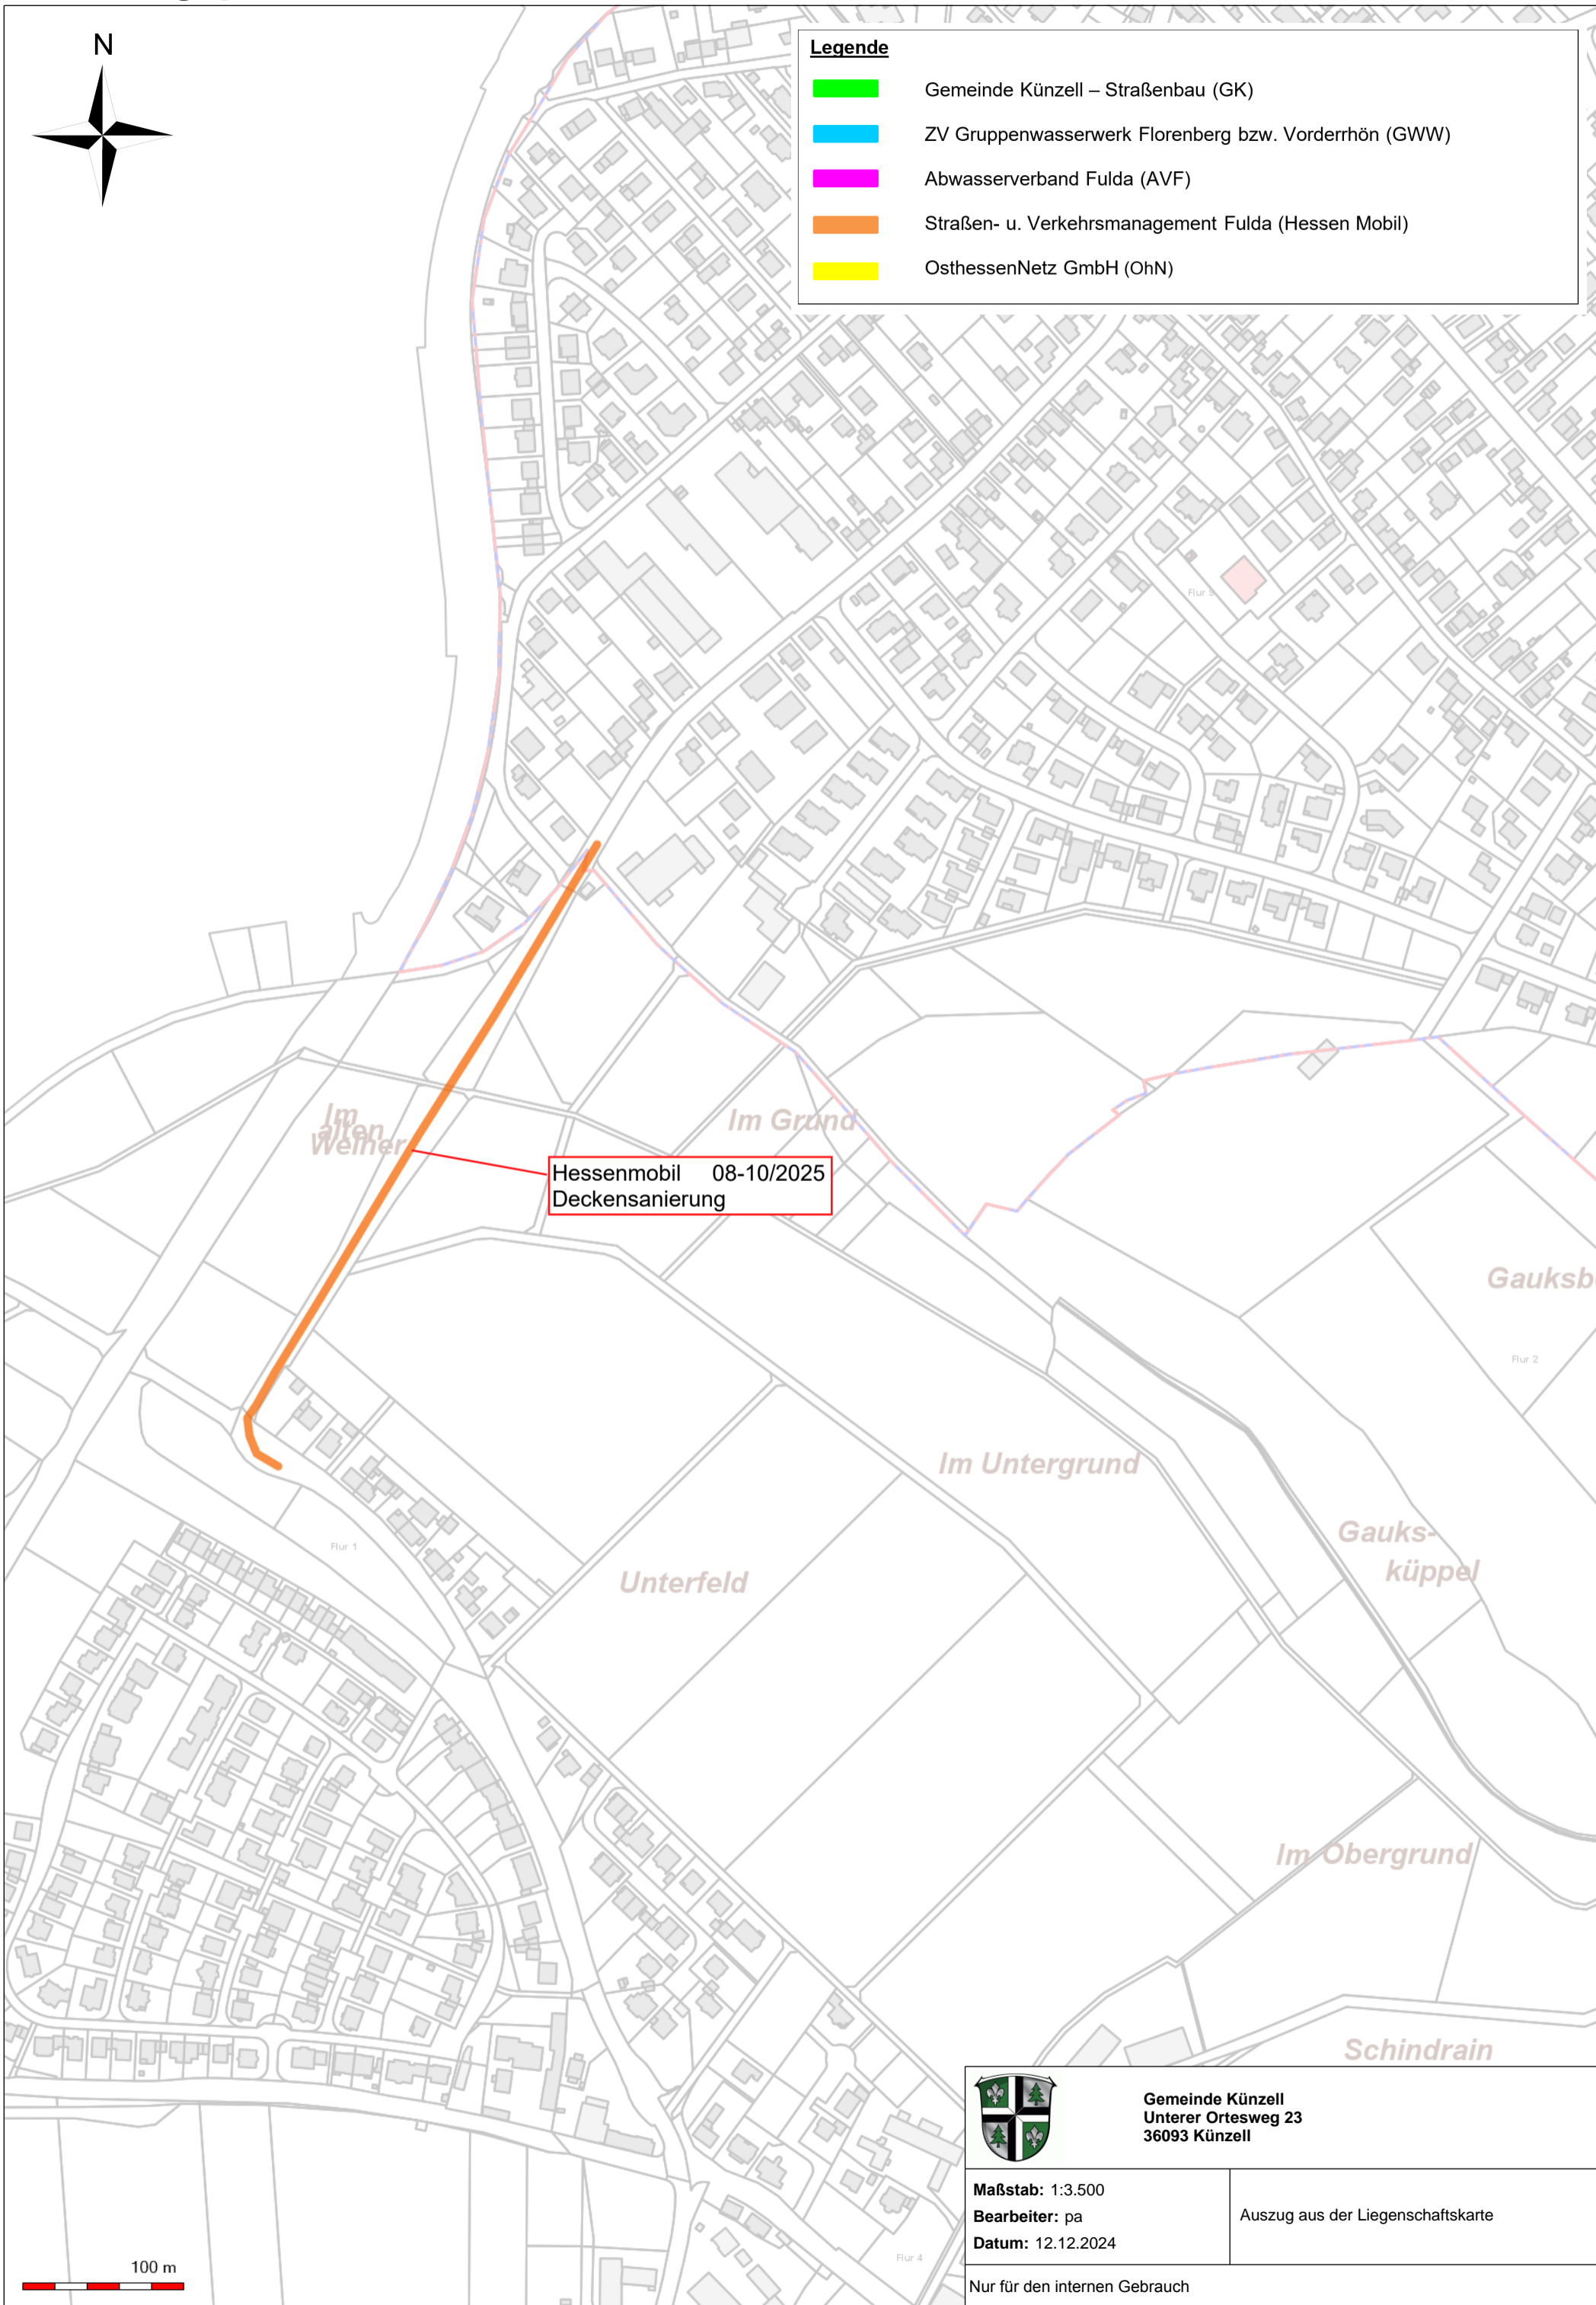 N
Legende
Gemeinde Künzell – Straßenbau (GK)
ZV Gruppenwasserwerk Florenberg bzw. Vorderrhön (GWW)
Abwasserverband Fulda (AVF)
Straßen- u. Verkehrsmanagement Fulda (Hessen Mobil)
OsthessenNetz GmbH (OhN)
Flur 5
Im
alten
Weiher
Im Grund
Hessenmobil 08-10/2025
Deckensanierung
Flur 2
Im Untergrund
Gauks-
küppel
Flur 1
Unterfeld
Im Obergrund
Schindrain
Gemeinde Künzell
Unterer Ortesweg 23
36093 Künzell
Maßstab: 1:3.500
Bearbeiter: pa
Datum: 12.12.2024
Auszug aus der Liegenschaftskarte
Flur 4
100 m
Nur für den internen Gebrauch